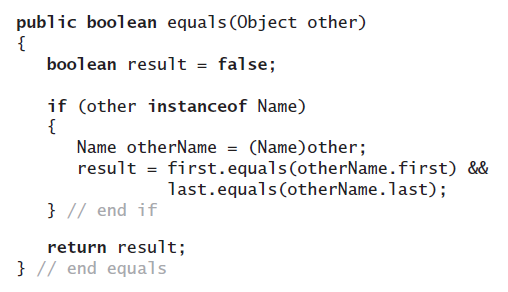 public boolean equals(Object other)
{
boolean result = false;
if (other instanceof Name)
{
Name otherName = (Name)other;
result = first.equals(otherName.first) &&
last.equals(otherName.last);
} // end if
return result;
} // end equals